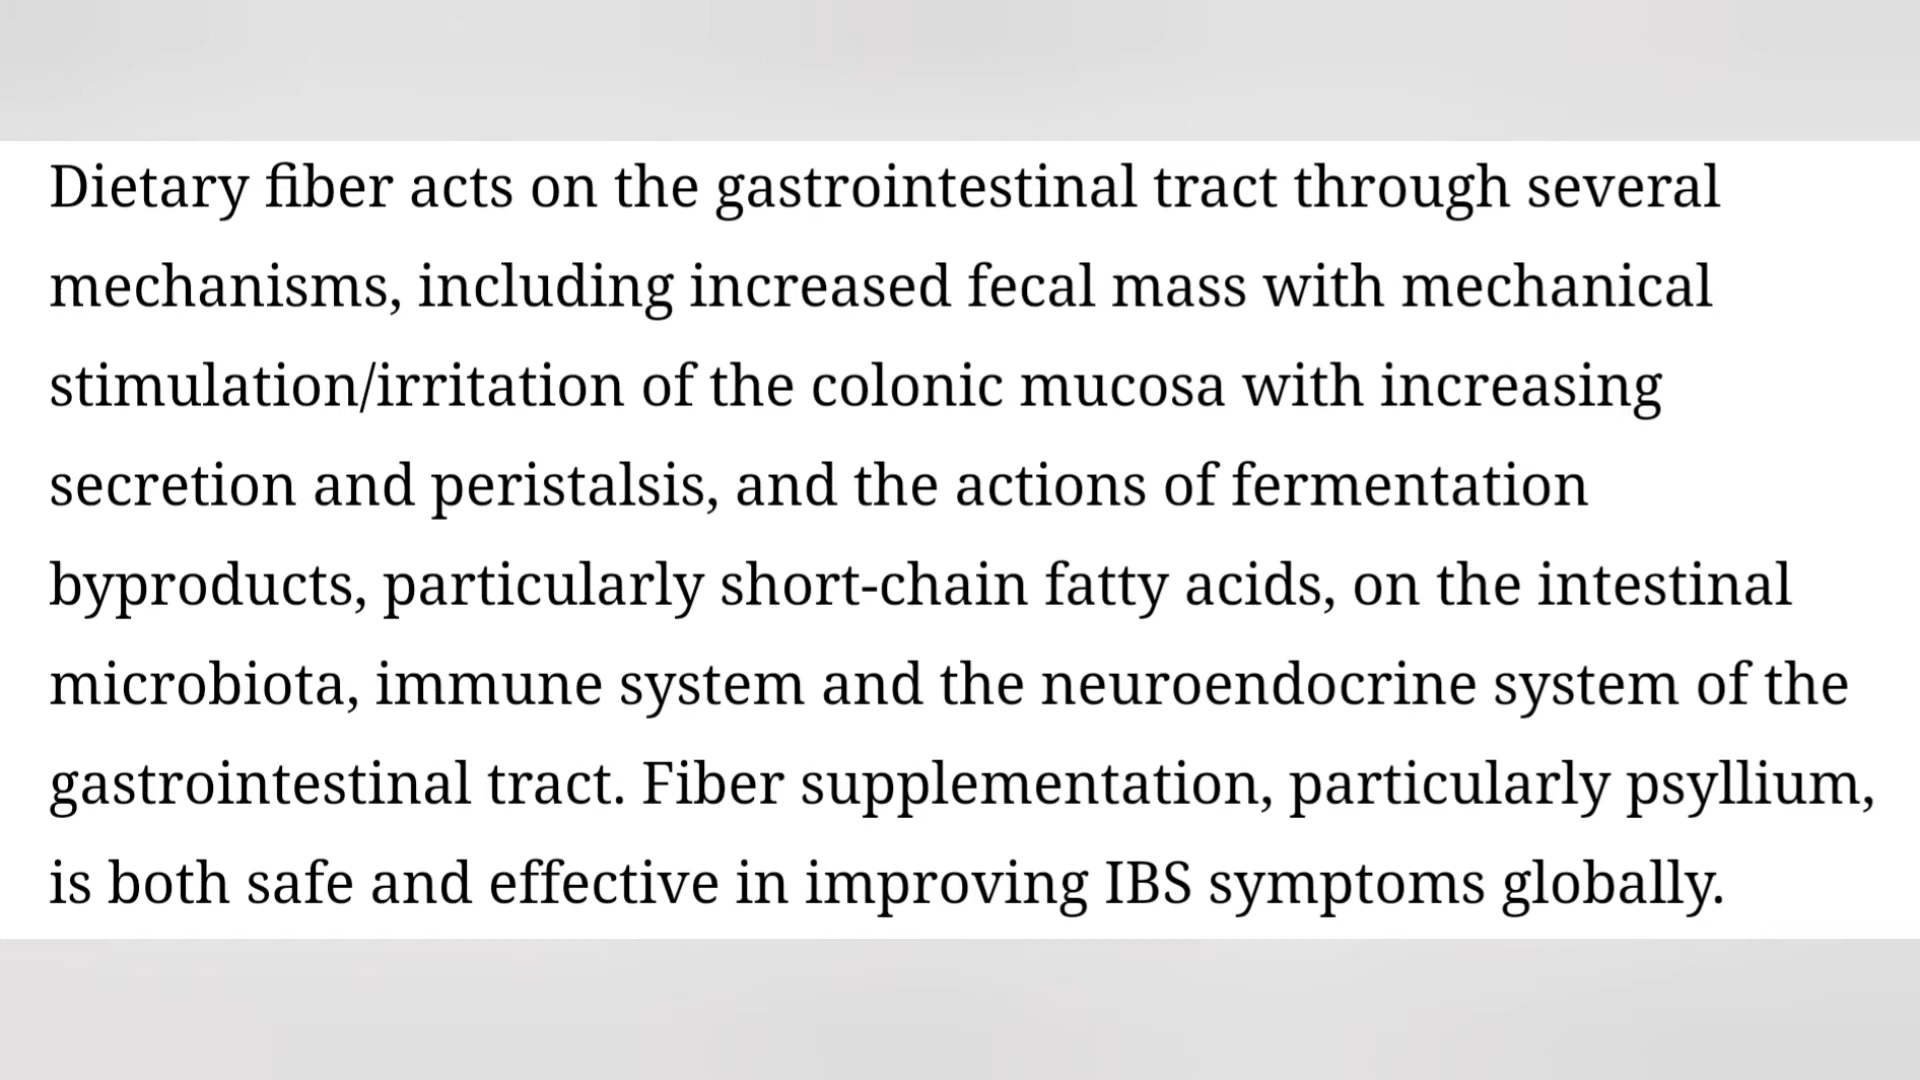 Dietary fiber acts on the gastrointestinal tract through several
mechanisms, including increased fecal mass with mechanical
stimulation/irritation of the colonic mucosa with increasing
secretion and peristalsis, and the actions of fermentation
byproducts, particularly short-chain fatty acids, on the intestinal
microbiota, immune system and the neuroendocrine system of the
gastrointestinal tract. Fiber supplementation, particularly psyllium,
is both safe and effective in improving IBS symptoms globally.